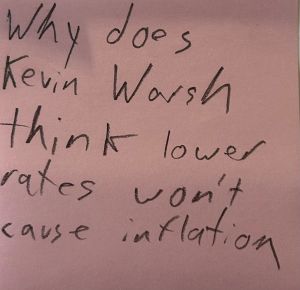 Why does
Kevin Warsh
think lower
rates won't
cause inflation